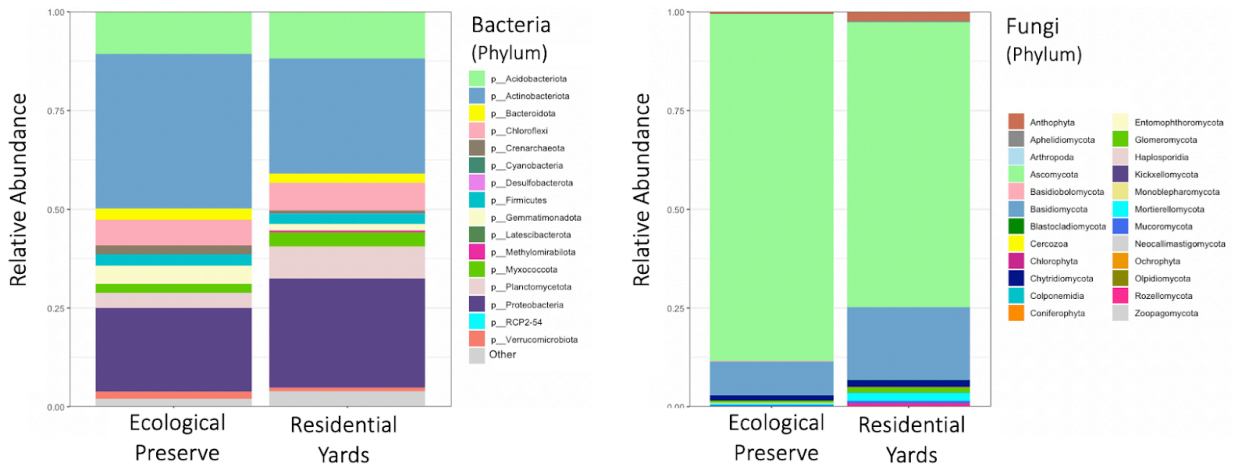 Bacteria
(Phylum)
Relative Abundance
1.00
0.75
0.50
0.25
0.00
p__Acidobacteriota
p__Actinobacteriota
p__Bacteroidota
p__Chloroflexi
p__Crenarchaeota
p__Cyanobacteria
p__Desulfobacterota
p__Firmicutes
p__Gemmatimonadota
p__Latescibacterota
p__Methylomirabilota
p__Myxococcota
p__Planctomycetota
p__Proteobacteria
p__RCP2-54
p__Verrucomicrobiota
Other
Ecological
Preserve
Residential
Yards
Fungi
(Phylum)
Relative Abundance
1.00
0.75
0.50
0.25
0.00
Anthophyta
Aphelidiomycota
Arthropoda
Ascomycota
Basidiobolomycota
Basidiomycota
Blastocladiomycota
Cercozoa
Chlorophyta
Chytridiomycota
Colponemidia
Coniferophyta
Entomophthoromycota
Glomeromycota
Haplosporidia
Kickxellomycota
Monoblepharomycota
Mortierellomycota
Mucoromycota
Neocallimastigomycota
Ochrophyta
Olpidiomycota
Rozellomycota
Zoopagomycota
Ecological
Preserve
Residential
Yards